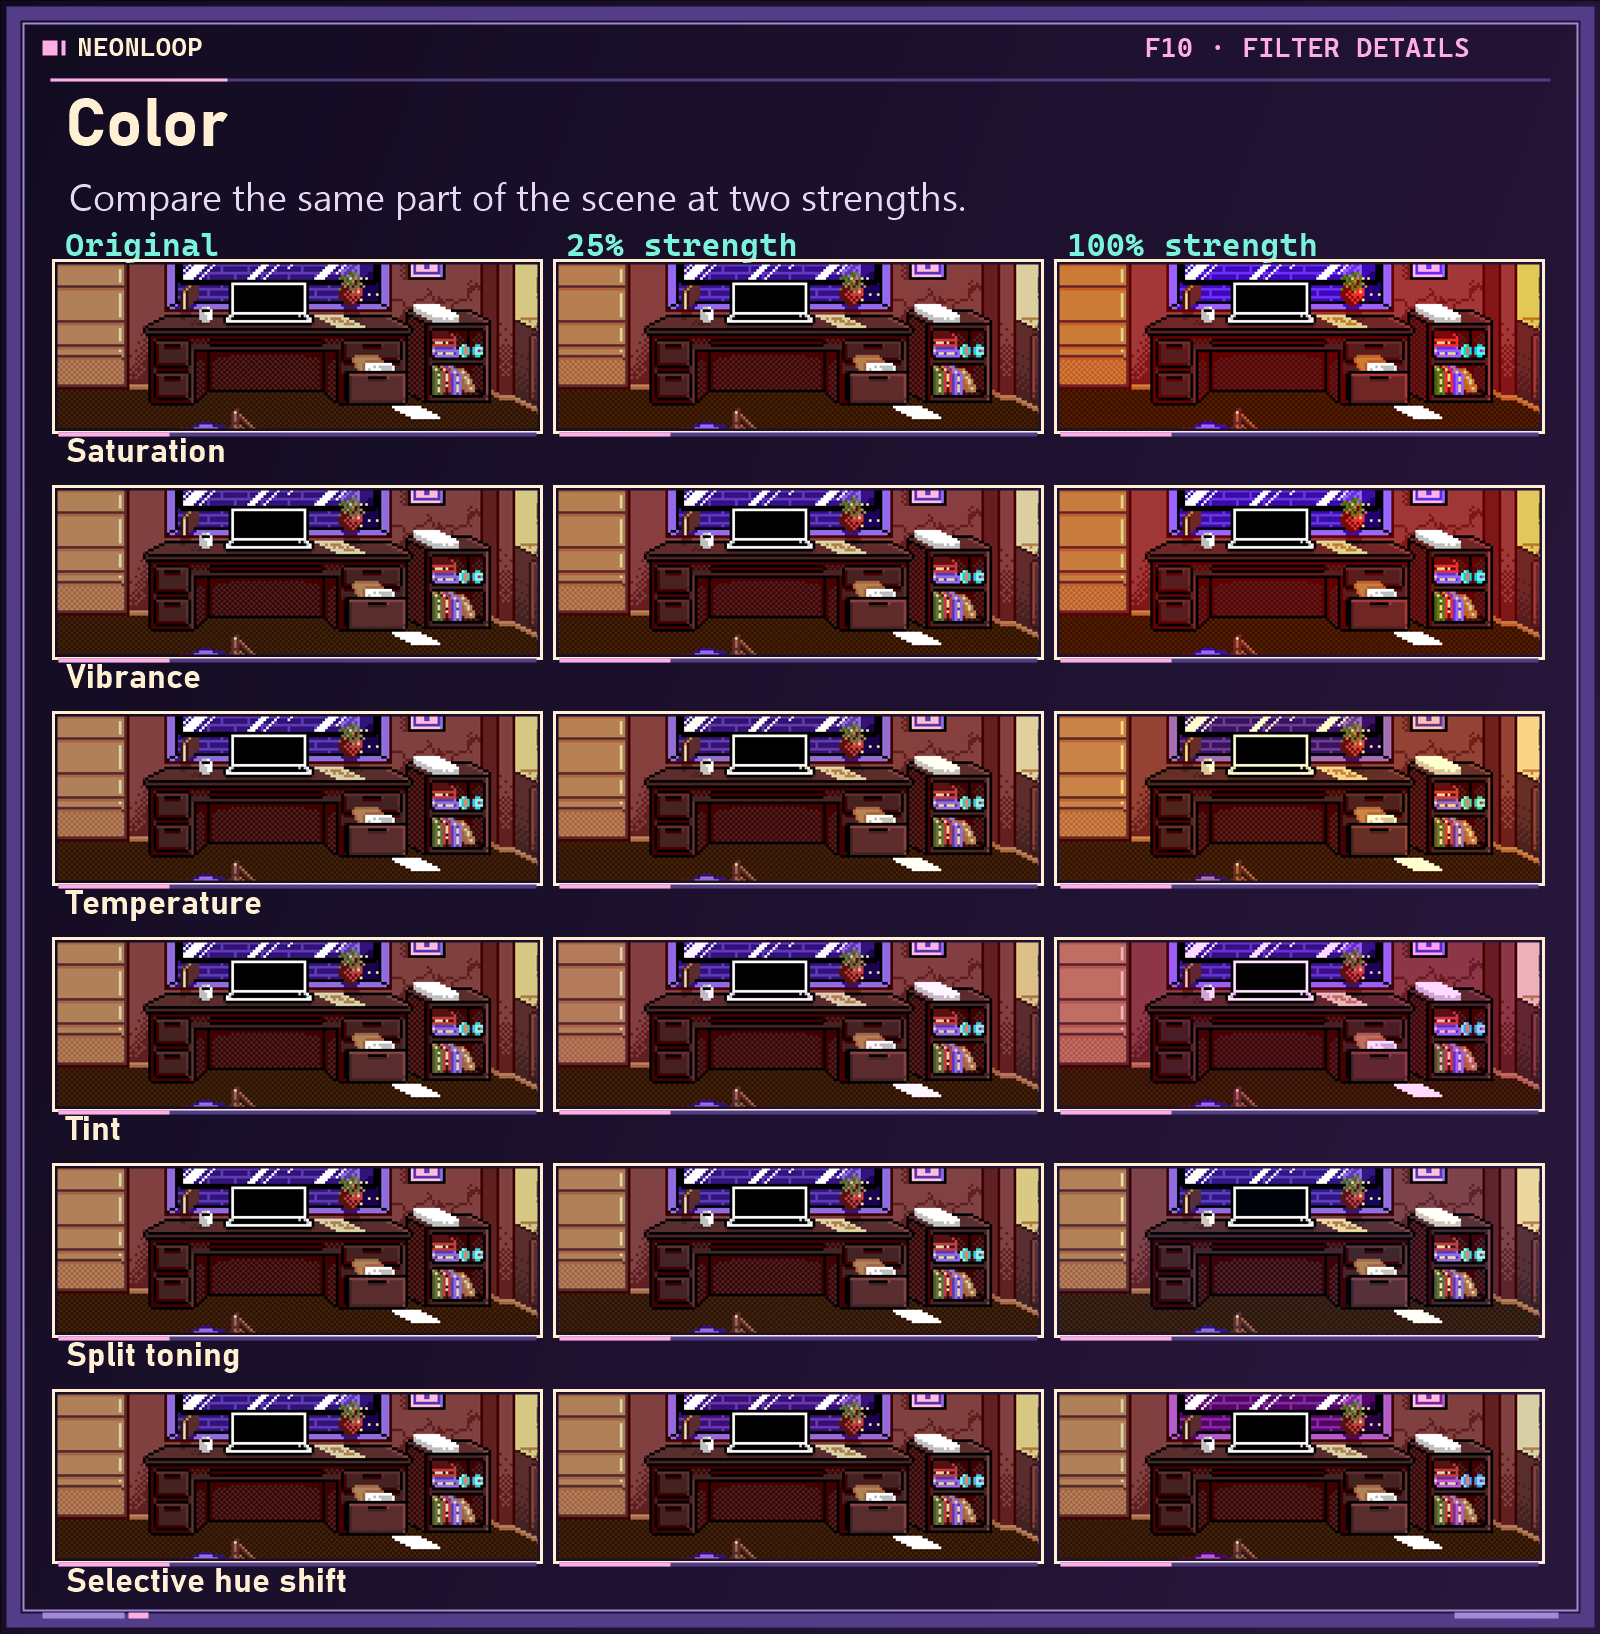 NEONLOOP
F10 · FILTER DETAILS
Color
Compare the same part of the scene at two strengths.
Original
25% strength
100% strength
Saturation
Vibrance
Temperature
Tint
Split toning
Selective hue shift